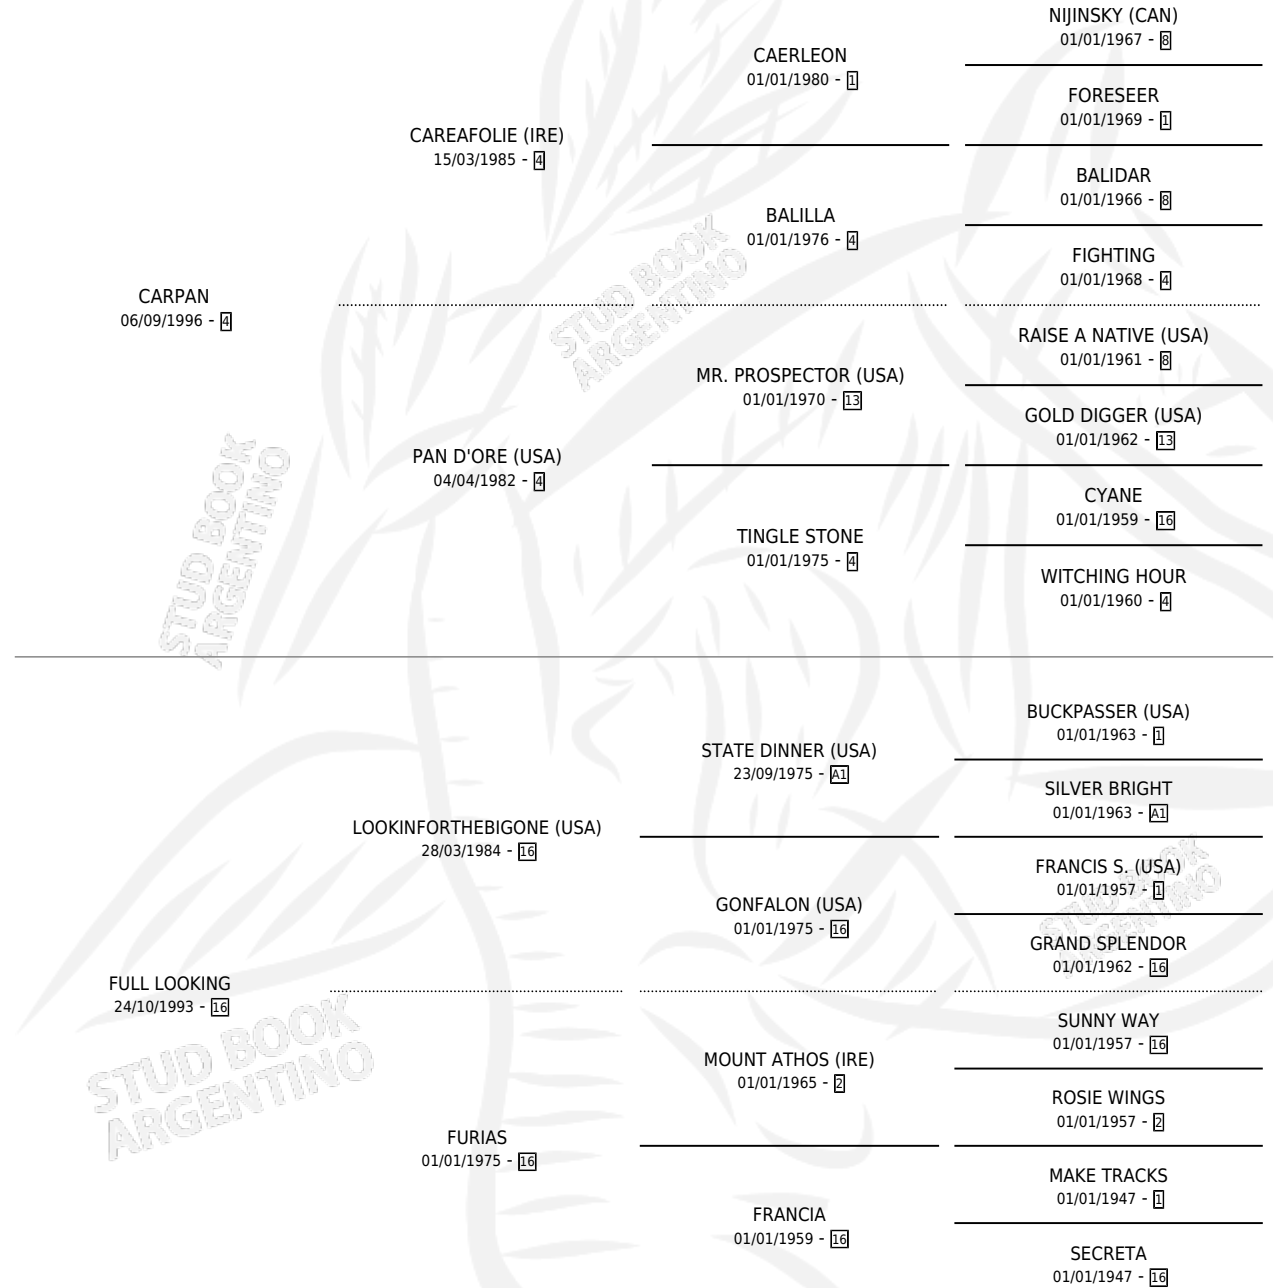 NIJINSKY (CAN)
01/01/1967 - 8
CAERLEON
01/01/1980 - 1
FORESEER
01/01/1969 - 1
CAREAFOLIE (IRE)
15/03/1985 - 4
BALIDAR
01/01/1966 - 8
BALILLA
01/01/1976 - 4
FIGHTING
01/01/1968 - 4
CARPAN
06/09/1996 - 4
STUD BOOK
ARGENTINO
RAISE A NATIVE (USA)
01/01/1961 - 8
MR. PROSPECTOR (USA)
01/01/1970 - 13
GOLD DIGGER (USA)
01/01/1962 - 13
PAN D'ORE (USA)
04/04/1982 - 4
CYANE
01/01/1959 - 16
TINGLE STONE
01/01/1975 - 4
WITCHING HOUR
01/01/1960 - 4
STUD BOOK
ARGENTINO
BUCKPASSER (USA)
01/01/1963 - 1
STATE DINNER (USA)
23/09/1975 - A1
SILVER BRIGHT
01/01/1963 - A1
LOOKINFORTHEBIGONE (USA)
28/03/1984 - 16
FRANCIS S. (USA)
01/01/1957 - 1
GONFALON (USA)
01/01/1975 - 16
STUD BOOK
ARGENTINO
GRAND SPLENDOR
01/01/1962 - 16
FULL LOOKING
24/10/1993 - 16
STUD BOOK
ARGENTINO
SUNNY WAY
01/01/1957 - 16
MOUNT ATHOS (IRE)
01/01/1965 - 2
ROSIE WINGS
01/01/1957 - 2
FURIAS
01/01/1975 - 16
MAKE TRACKS
01/01/1947 - 1
FRANCIA
01/01/1959 - 16
SECRETA
01/01/1947 - 16